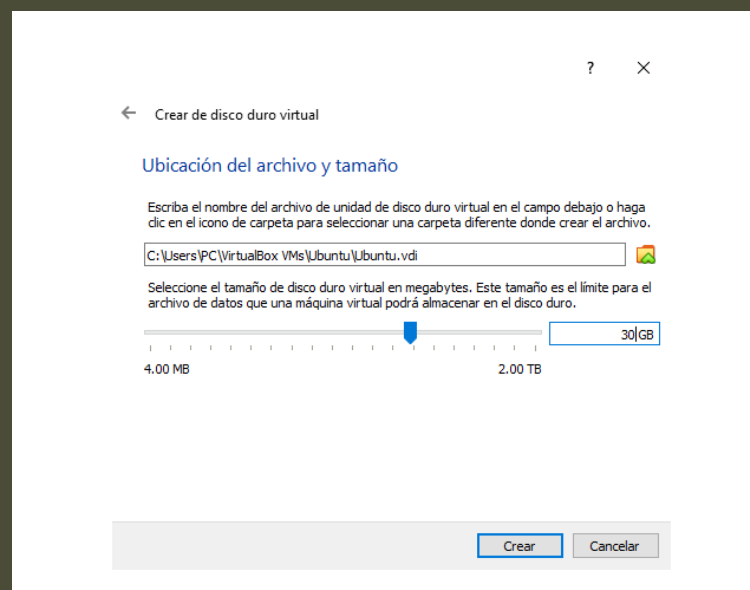 ?
Crear de disco duro virtual
Ubicación del archivo y tamaño
Escriba el nombre del archivo de unidad de disco duro virtual en el campo debajo o haga
clic en el icono de carpeta para seleccionar una carpeta diferente donde crear el archivo.
C:\Users\PC\VirtualBox VMs\Ubuntu\Ubuntu.vdi
Seleccione el tamaño de disco duro virtual en megabytes. Este tamaño es el límite para el
archivo de datos que una máquina virtual podrá almacenar en el disco duro.
30 GB
4.00 MB 2.00 TB
Crear Cancelar